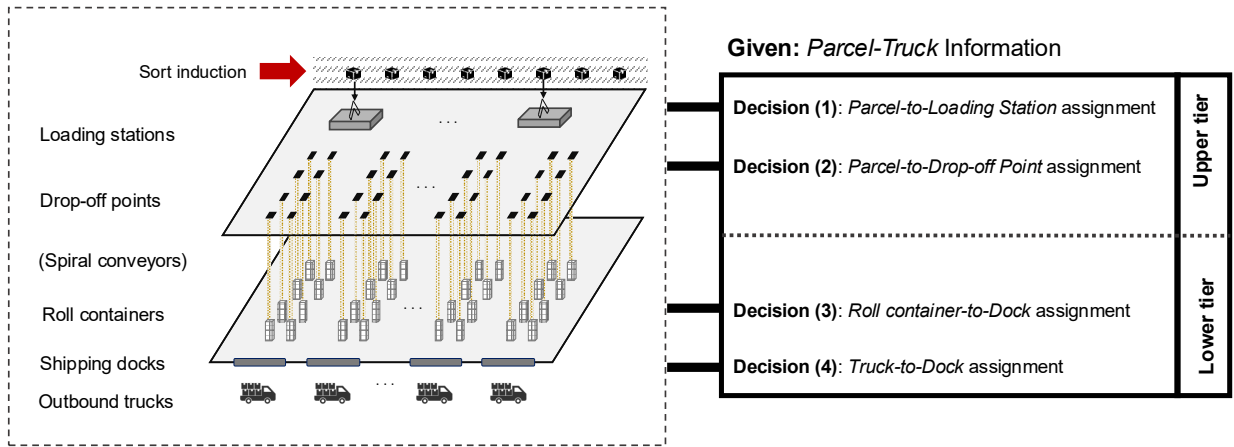 Sort induction
Loading stations
Drop-off points
(Spiral conveyors)
Roll containers
Shipping docks
Outbound trucks
. . .
. . .
. . .
. . .
Given: Parcel-Truck Information
Decision (1): Parcel-to-Loading Station assignment
Decision (2): Parcel-to-Drop-off Point assignment
Upper tier
Decision (3): Roll container-to-Dock assignment
Decision (4): Truck-to-Dock assignment
Lower tier